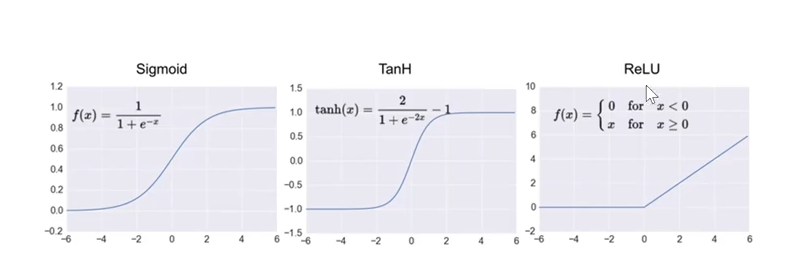 Sigmoid
1.2
1.0
0.8
0.6
0.4
0.2
0.0
−0.2
−6 −4 −2 0 2 4 6
f(x) = 1 / (1 + e^{-x})
TanH
1.5
1.0
0.5
0.0
−0.5
−1.0
−1.5
−6 −4 −2 0 2 4 6
tanh(x) = 2 / (1 + e^{-2x}) − 1
ReLU
10
8
6
4
2
0
−2
−6 −4 −2 0 2 4 6
f(x) = { 0 for x < 0
x for x ≥ 0